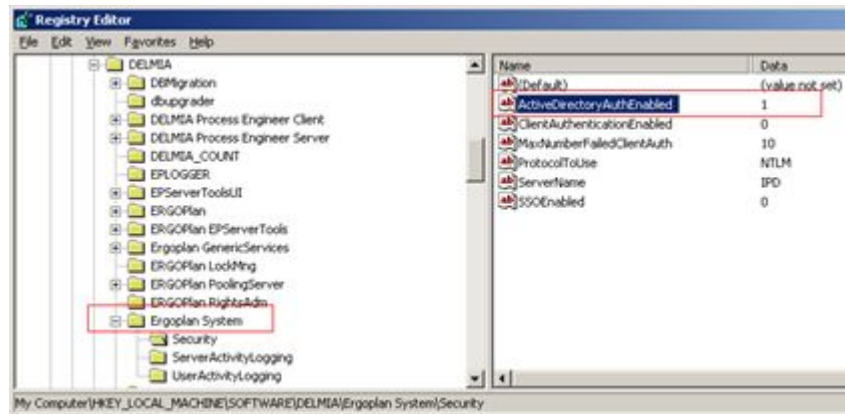 Registry Editor
File Edit View Favorites Help
DELMIA
DBMigration
dbupgrader
DELMIA Process Engineer Client
DELMIA Process Engineer Server
DELMIA_COUNT
EPLOGGER
EPServerToolsUI
ERGOPlan
ERGOPlan EPServerTools
Ergoplan GenericServices
ERGOPlan LockMng
ERGOPlan PoolingServer
ERGOPlan RightsAdm
Ergoplan System
Security
ServerActivityLogging
UserActivityLogging
Name Data
(Default) (value not set)
ActiveDirectoryAuthEnabled 1
ClientAuthenticationEnabled 0
MaxNumberFailedClientAuth 10
ProtocolToUse NTLM
ServerName IPD
SSOEnabled 0
My Computer\HKEY_LOCAL_MACHINE\SOFTWARE\DELMIA\Ergoplan System\Security